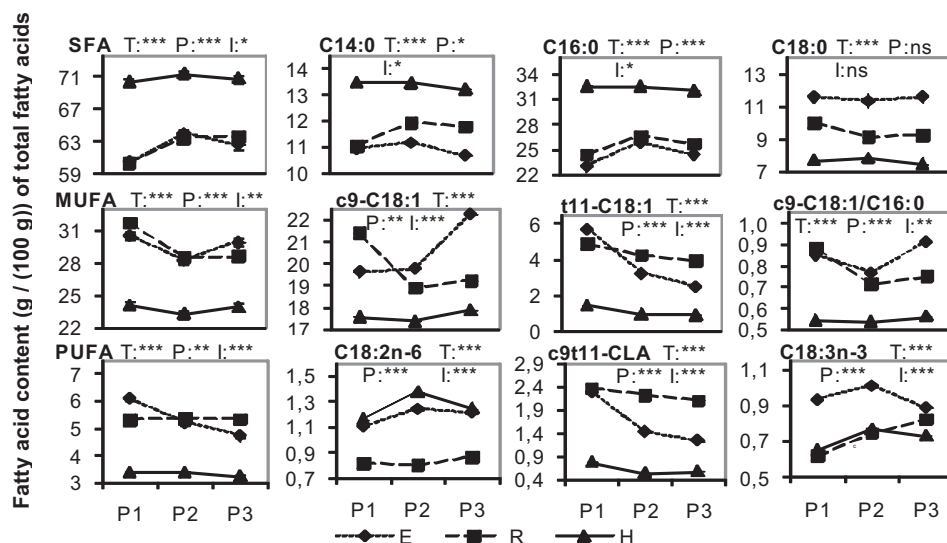 Fatty acid content (g / (100 g)) of total fatty acids)
SFA T:*** P:*** I:*
71
67
63
59
C14:0 T:*** P:*
I:*
14
13
12
11
10
C16:0 T:*** P:***
I:*
34
31
28
25
22
C18:0 T:*** P:ns
I:ns
13
11
9
7
MUFA T:*** P:*** I:**
31
28
25
22
c9-C18:1 T:***
P:** I:***
22
21
20
19
18
17
t11-C18:1 T:***
P:*** I:***
6
4
2
0
c9-C18:1/C16:0
T:*** P:*** I:**
1,0
0,9
0,8
0,7
0,6
0,5
PUFA T:*** P:** I:***
7
6
5
4
3
P1 P2 P3
C18:2n-6 T:***
P:*** I:***
1,5
1,3
1,1
0,9
0,7
P1 P2 P3
c9t11-CLA T:***
P:*** I:***
2,9
2,4
1,9
1,4
0,9
0,4
P1 P2 P3
C18:3n-3 T:***
P:*** I:***
1,1
0,9
0,7
0,5
P1 P2 P3
E R H